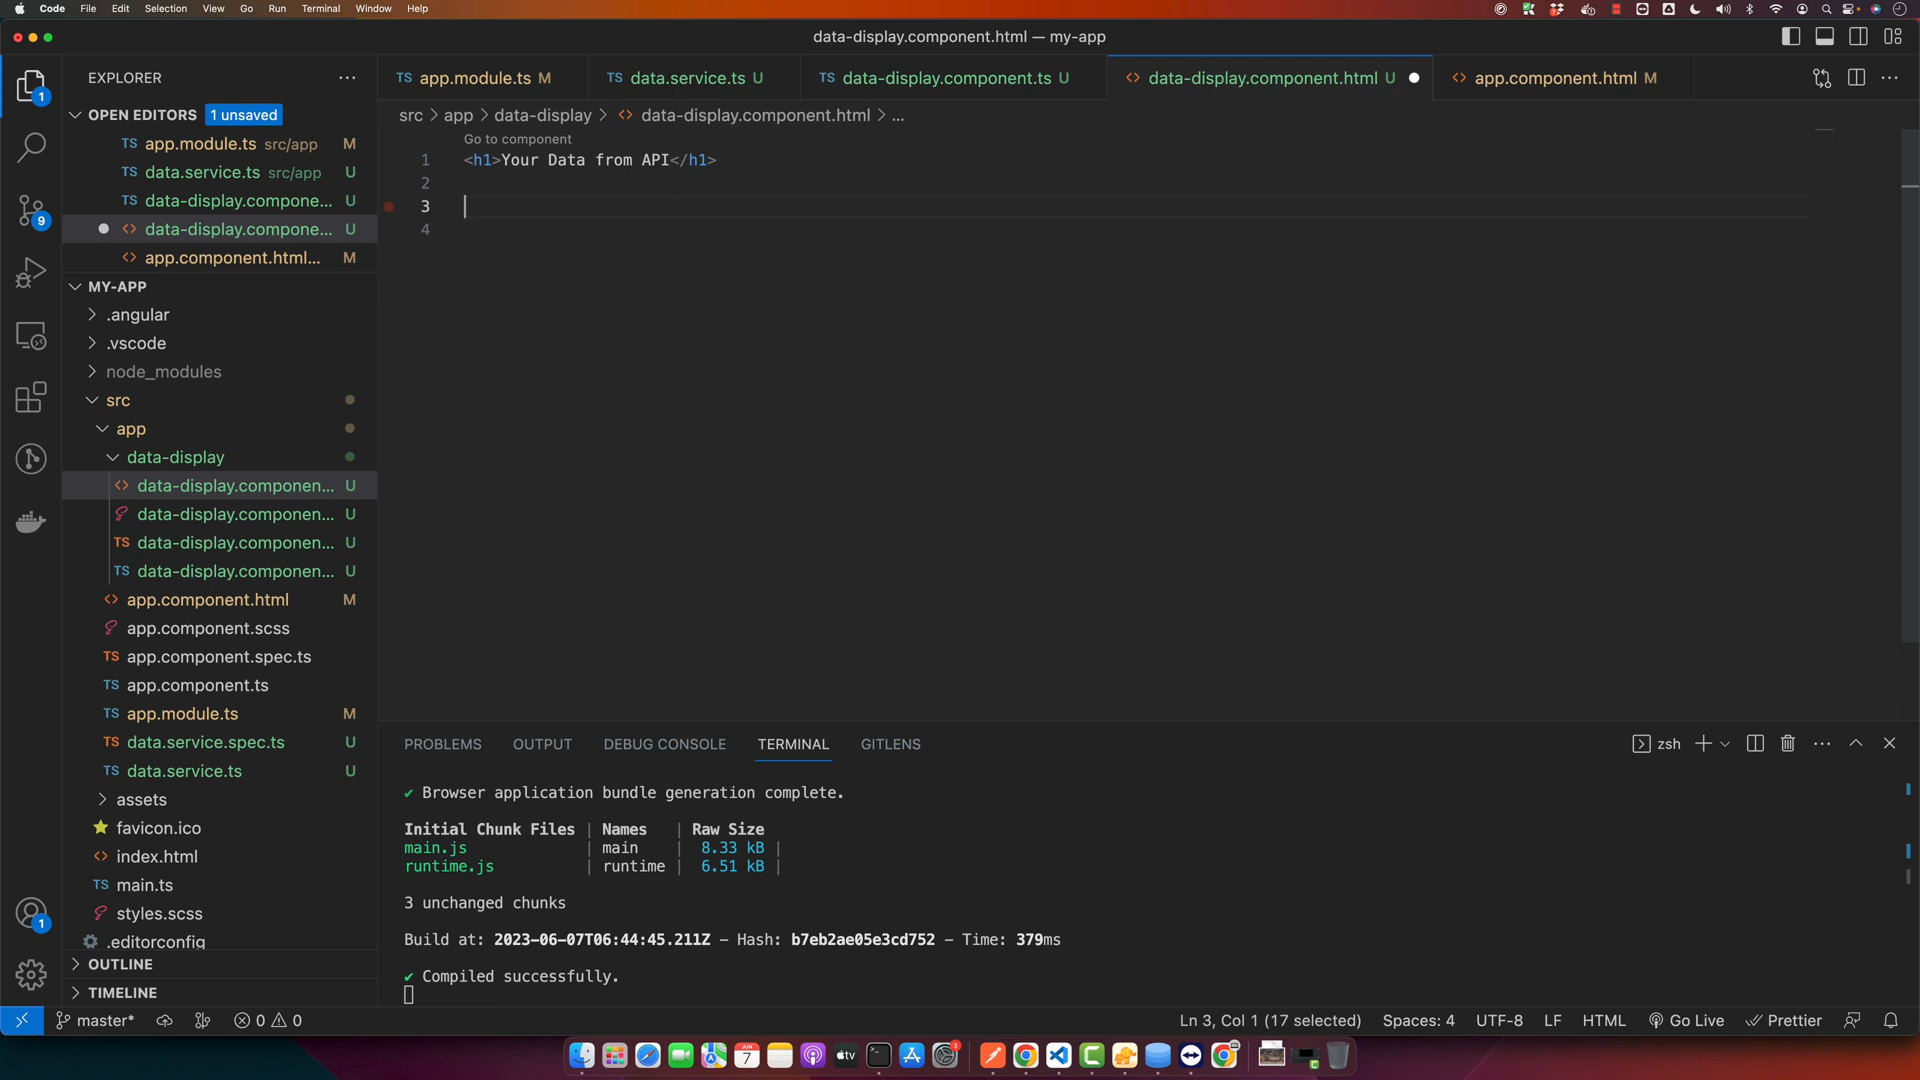 Code File Edit Selection View Go Run Terminal Window Help
data-display.component.html — my-app
EXPLORER
OPEN EDITORS 1 unsaved
TS app.module.ts src/app M
TS data.service.ts src/app U
TS data-display.compone... U
<> data-display.compone... U
<> app.component.html... M
MY-APP
.angular
.vscode
node_modules
src
app
data-display
<> data-display.componen... U
data-display.componen... U
TS data-display.componen... U
TS data-display.componen... U
<> app.component.html M
app.component.scss
TS app.component.spec.ts
TS app.component.ts
TS app.module.ts M
TS data.service.spec.ts U
TS data.service.ts U
assets
favicon.ico
<> index.html
TS main.ts
styles.scss
.editorconfig
OUTLINE
TIMELINE
1
9
1
TS app.module.ts M
TS data.service.ts U
TS data-display.component.ts U
<> data-display.component.html U
<> app.component.html M
src > app > data-display > <> data-display.component.html > ...
Go to component
1 <h1>Your Data from API</h1>
2
3
4
PROBLEMS OUTPUT DEBUG CONSOLE TERMINAL GITLENS
zsh
✔ Browser application bundle generation complete.
Initial Chunk Files | Names | Raw Size
main.js | main | 8.33 kB |
runtime.js | runtime | 6.51 kB |
3 unchanged chunks
Build at: 2023-06-07T06:44:45.211Z - Hash: b7eb2ae05e3cd752 - Time: 379ms
✔ Compiled successfully.
master* 0 0 Ln 3, Col 1 (17 selected) Spaces: 4 UTF-8 LF HTML Go Live Prettier
JUN
7
tv
3